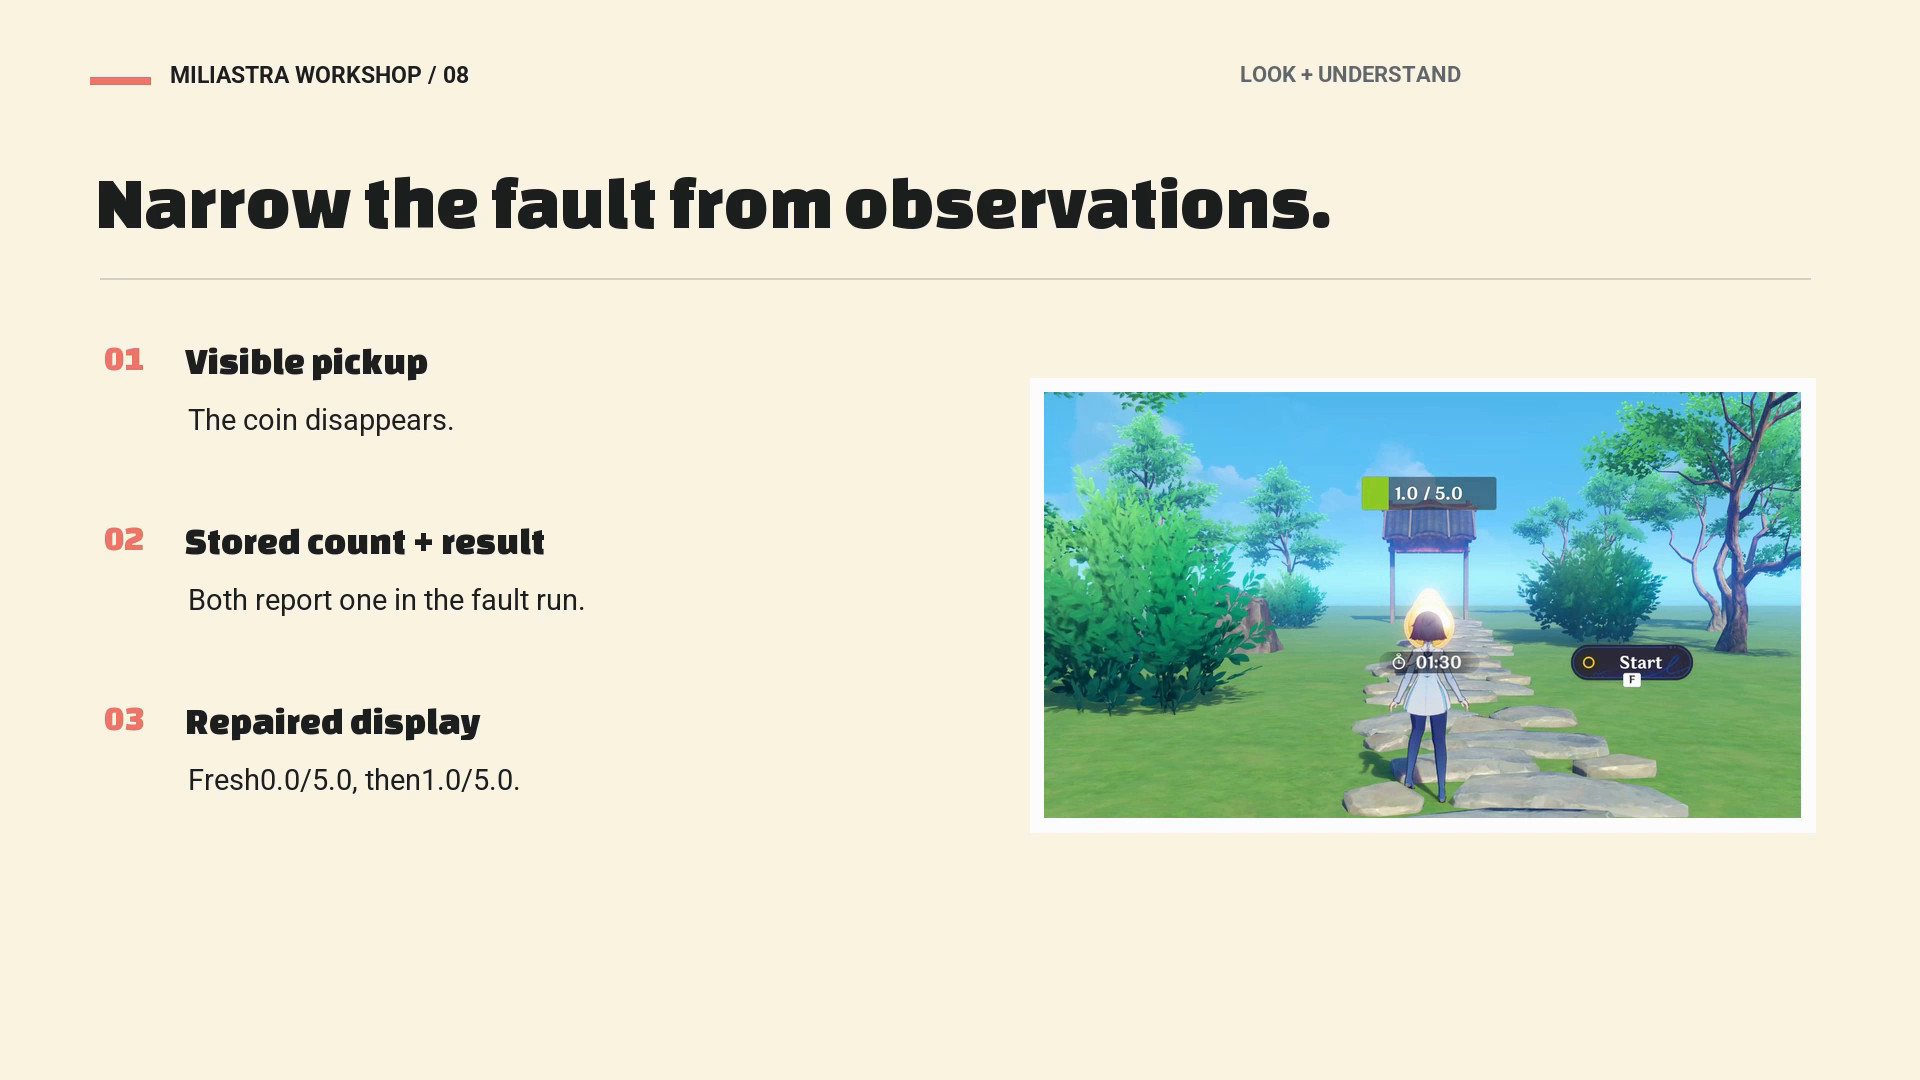 MILIASTRA WORKSHOP / 08
LOOK + UNDERSTAND
Narrow the fault from observations.
01 Visible pickup
The coin disappears.
02 Stored count + result
Both report one in the fault run.
03 Repaired display
Fresh0.0/5.0, then1.0/5.0.
1.0 / 5.0
01:30
Start
F